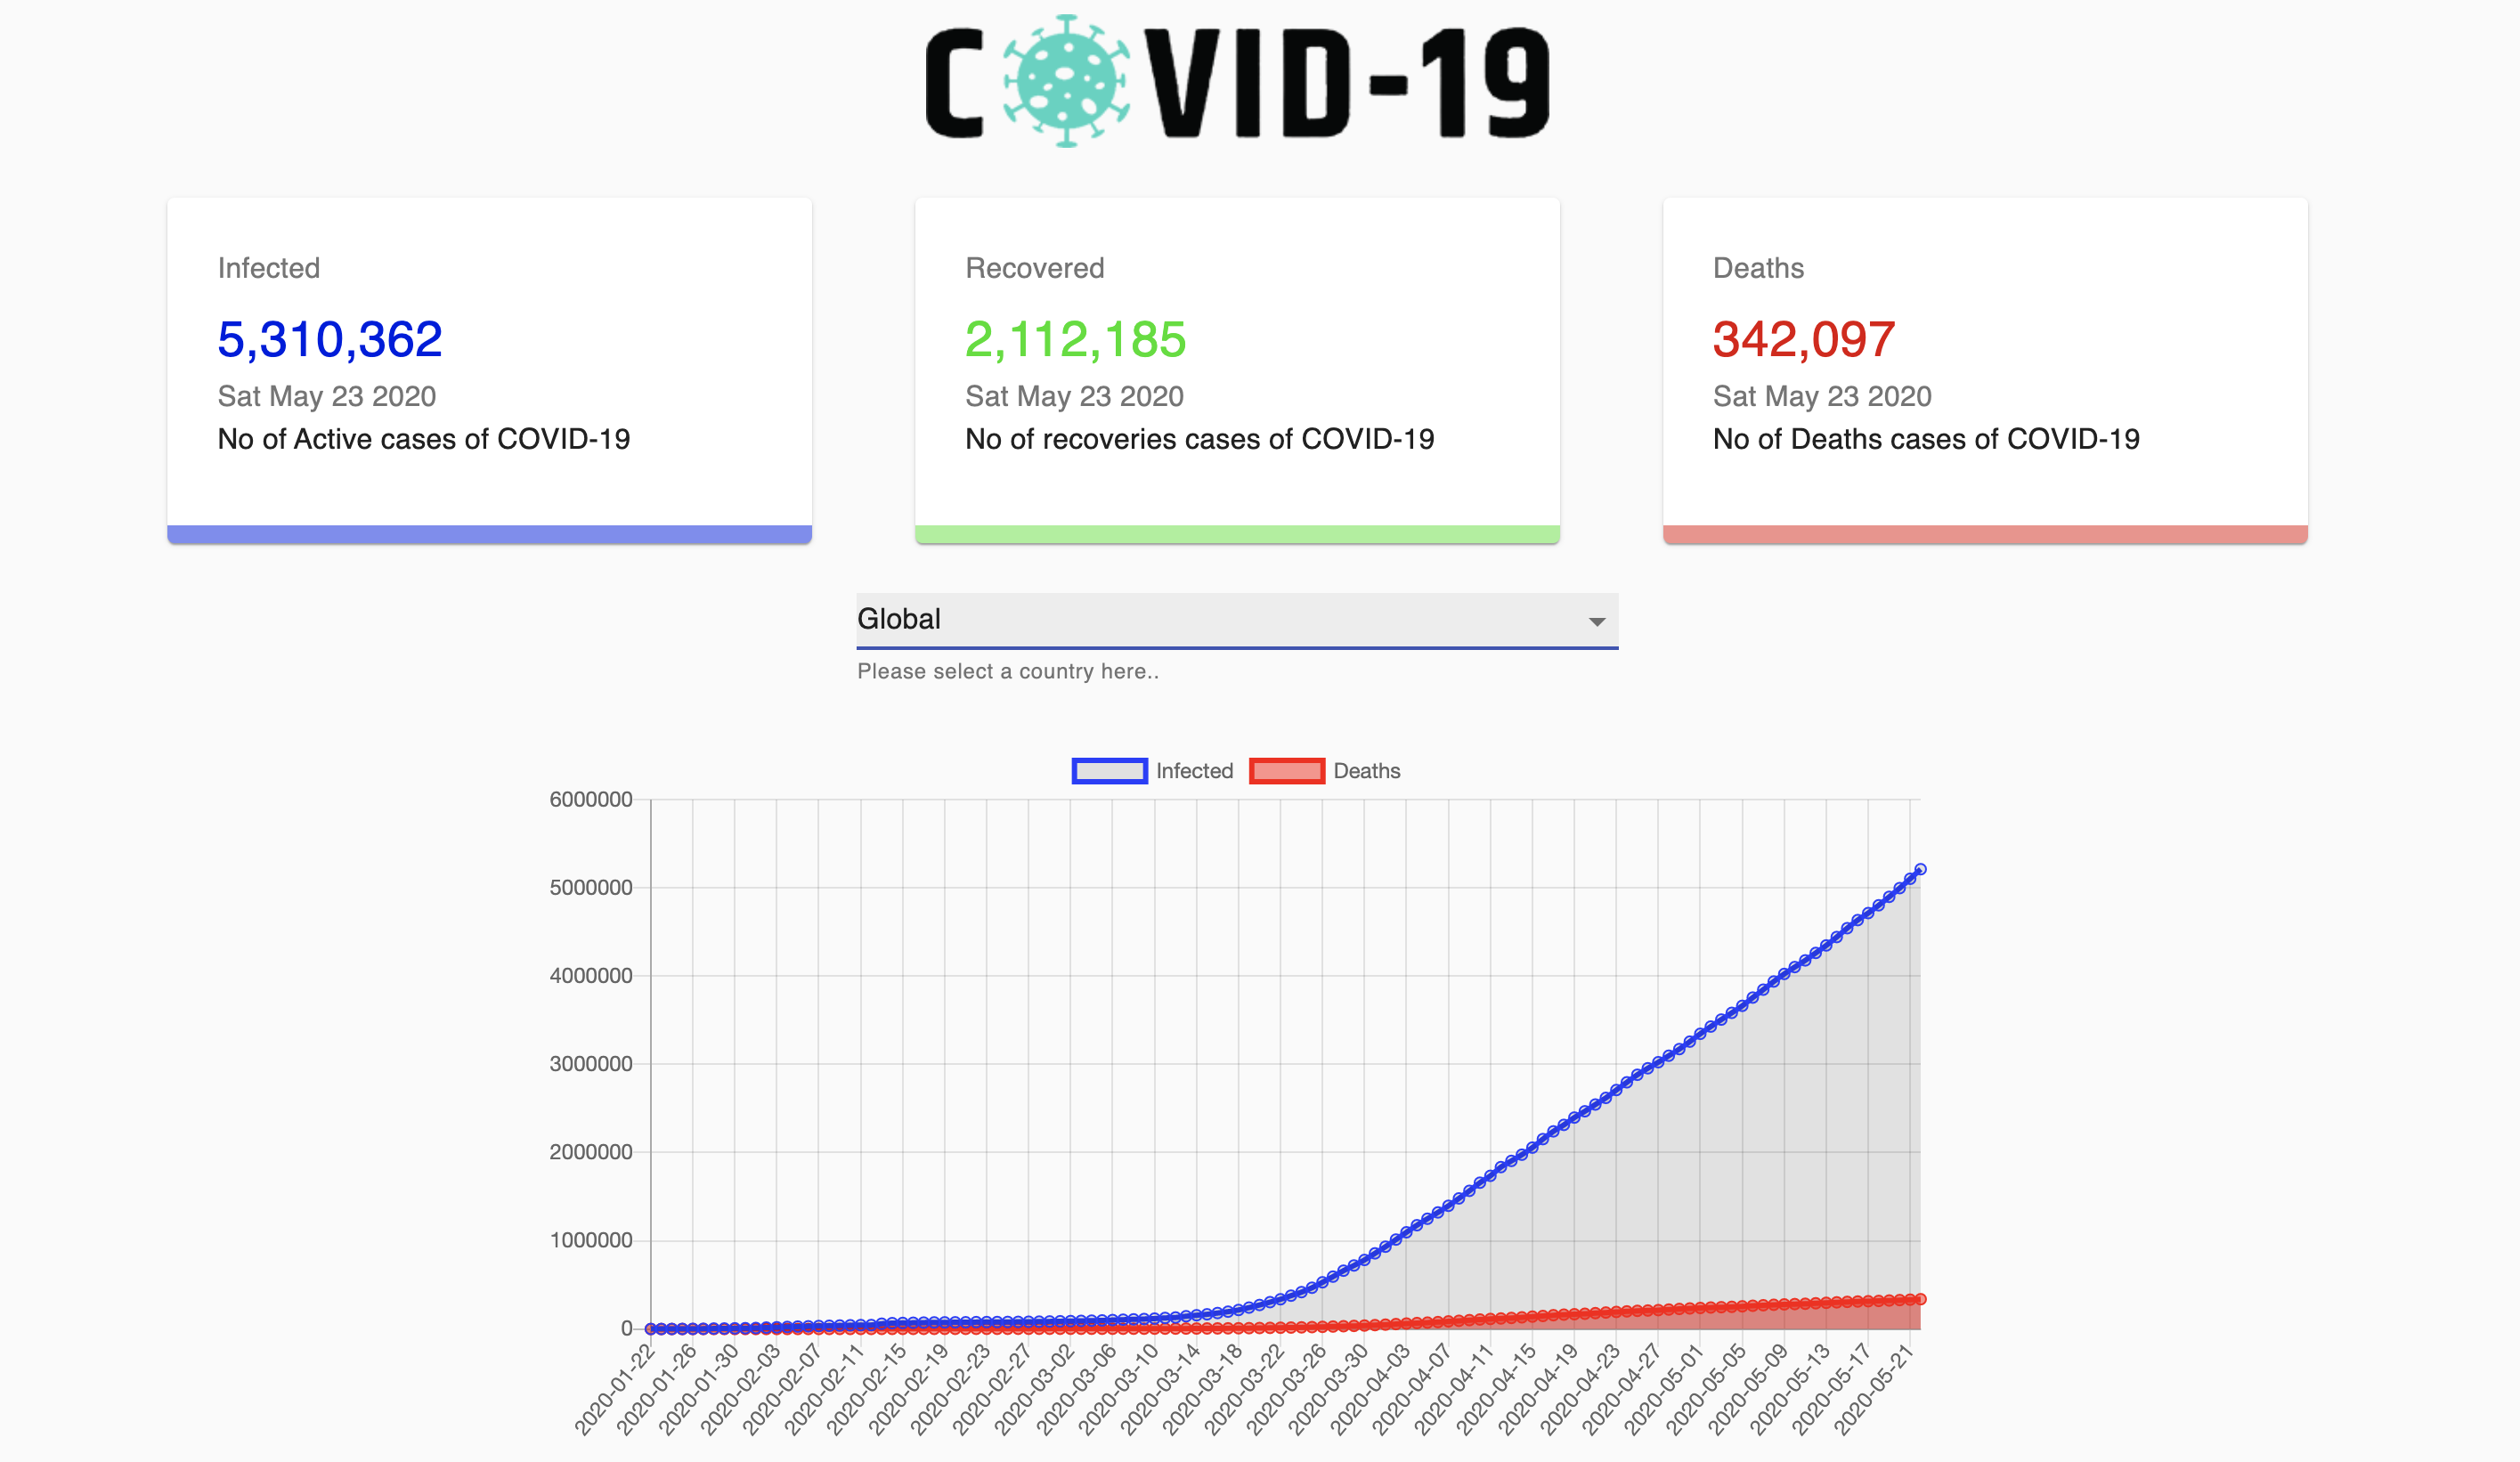 COVID-19
Infected
5,310,362
Sat May 23 2020
No of Active cases of COVID-19
Recovered
2,112,185
Sat May 23 2020
No of recoveries cases of COVID-19
Deaths
342,097
Sat May 23 2020
No of Deaths cases of COVID-19
Global
Please select a country here..
Infected Deaths
6000000
5000000
4000000
3000000
2000000
1000000
0
2020-01-22 2020-01-26 2020-01-30 2020-02-03 2020-02-07 2020-02-11 2020-02-15 2020-02-19 2020-02-23 2020-02-27 2020-03-02 2020-03-06 2020-03-10 2020-03-14 2020-03-18 2020-03-22 2020-03-26 2020-03-30 2020-04-03 2020-04-07 2020-04-11 2020-04-15 2020-04-19 2020-04-23 2020-04-27 2020-05-01 2020-05-05 2020-05-09 2020-05-13 2020-05-17 2020-05-21